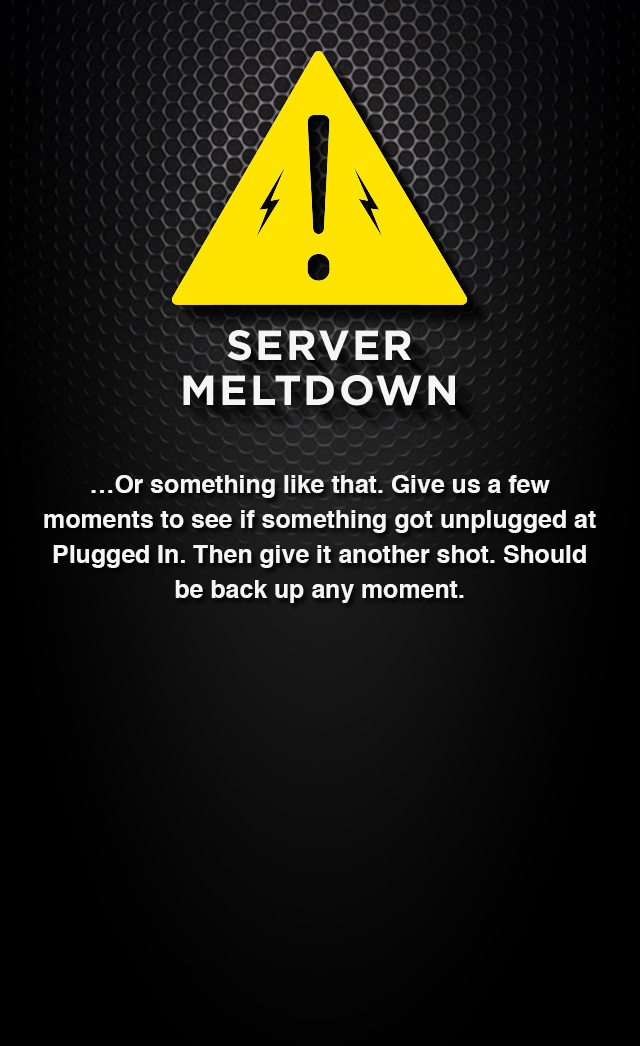 SERVER
MELTDOWN
…Or something like that. Give us a few
moments to see if something got unplugged at
Plugged In. Then give it another shot. Should
be back up any moment.